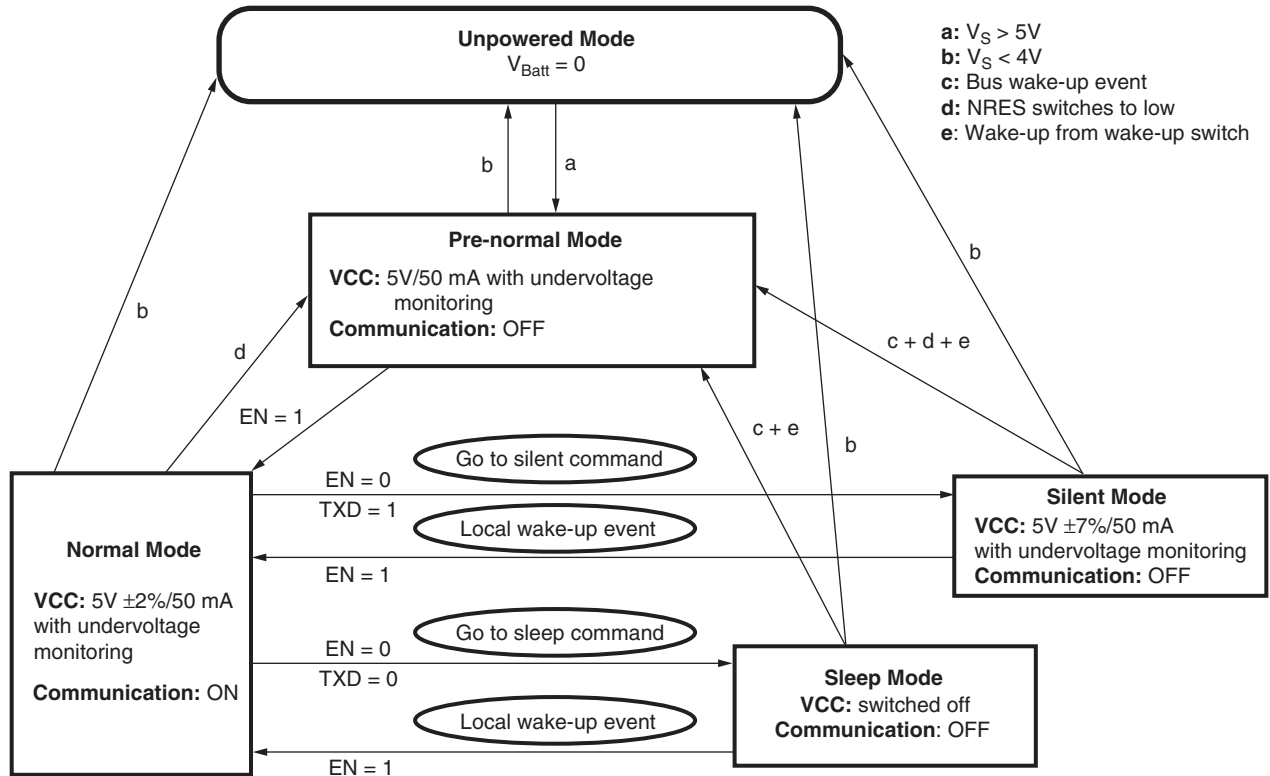 Unpowered Mode
V_Batt = 0
a: V_S > 5V
b: V_S < 4V
c: Bus wake-up event
d: NRES switches to low
e: Wake-up from wake-up switch
b
a
Pre-normal Mode
VCC: 5V/50 mA with undervoltage
monitoring
Communication: OFF
b
d
b
c + d + e
EN = 1
c + e
b
Go to silent command
EN = 0
TXD = 1
Local wake-up event
EN = 1
Silent Mode
VCC: 5V ±7%/50 mA
with undervoltage monitoring
Communication: OFF
Normal Mode
VCC: 5V ±2%/50 mA
with undervoltage
monitoring
Communication: ON
Go to sleep command
EN = 0
TXD = 0
Local wake-up event
EN = 1
Sleep Mode
VCC: switched off
Communication: OFF